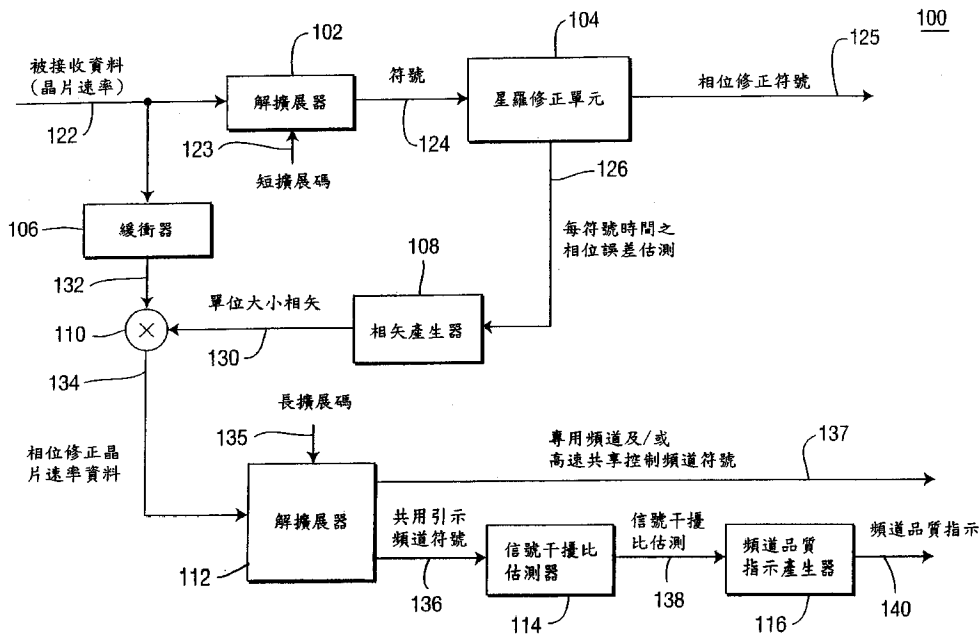 100
102
104
125
被接收資料
(晶片速率)
解擴展器
符號
星羅修正單元
相位修正符號
122
123
124
短擴展碼
126
106
緩衝器
每符號時間之
相位誤差估測
132
108
單位大小相矢
110
×
130
相矢產生器
134
長擴展碼
135
137
相位修正晶
片速率資料
專用頻道及/或
高速共享控制頻道符號
解擴展器
共用引示
頻道符號
信號干擾
比估測
頻道品質指示
信號干擾比
估測器
頻道品質
指示產生器
112
136
114
138
116
140